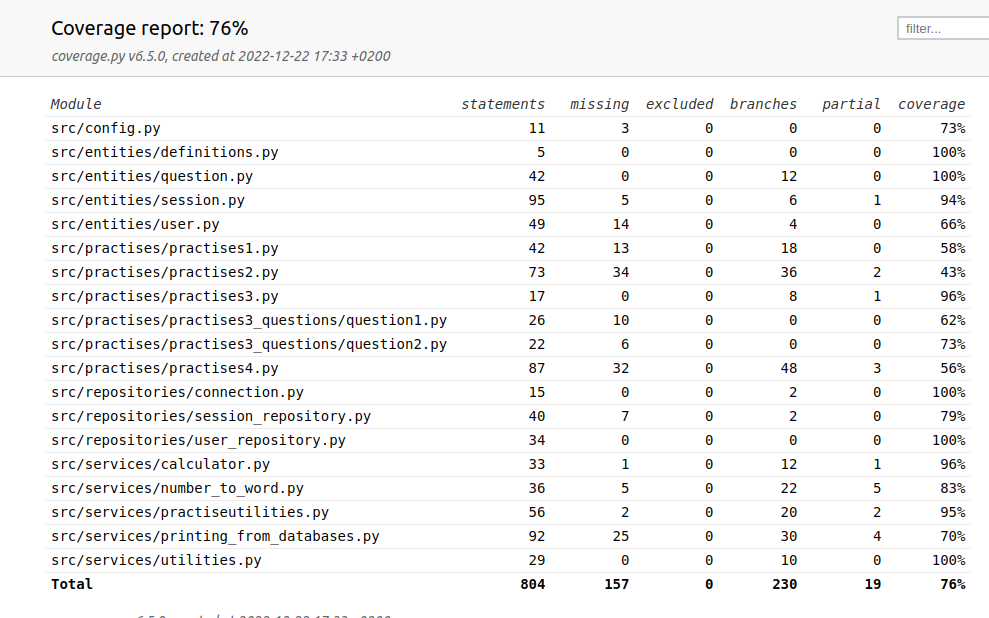 Coverage report: 76%
filter...
coverage.py v6.5.0, created at 2022-12-22 17:33 +0200
Module statements missing excluded branches partial coverage
src/config.py 11 3 0 0 0 73%
src/entities/definitions.py 5 0 0 0 0 100%
src/entities/question.py 42 0 0 12 0 100%
src/entities/session.py 95 5 0 6 1 94%
src/entities/user.py 49 14 0 4 0 66%
src/practises/practises1.py 42 13 0 18 0 58%
src/practises/practises2.py 73 34 0 36 2 43%
src/practises/practises3.py 17 0 0 8 1 96%
src/practises/practises3_questions/question1.py 26 10 0 0 0 62%
src/practises/practises3_questions/question2.py 22 6 0 0 0 73%
src/practises/practises4.py 87 32 0 48 3 56%
src/repositories/connection.py 15 0 0 2 0 100%
src/repositories/session_repository.py 40 7 0 2 0 79%
src/repositories/user_repository.py 34 0 0 0 0 100%
src/services/calculator.py 33 1 0 12 1 96%
src/services/number_to_word.py 36 5 0 22 5 83%
src/services/practiseutilities.py 56 2 0 20 2 95%
src/services/printing_from_databases.py 92 25 0 30 4 70%
src/services/utilities.py 29 0 0 10 0 100%
Total 804 157 0 230 19 76%